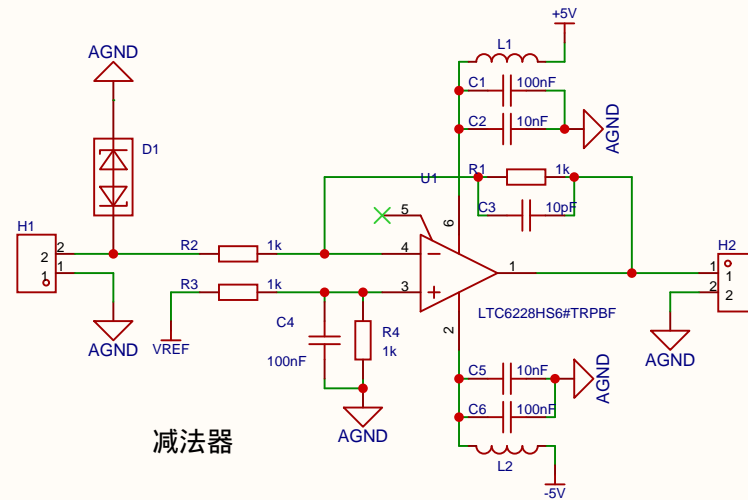 +5V
AGND
L1
C1
100nF
C2
10nF
AGND
D1
R1
1k
U1
C3
10pF
5
6
H1
2
2
1
1
R2
1k
4
R3
1k
3
1
H2
1
1
2
2
LTC6228HS6#TRPBF
2
C4
100nF
R4
1k
AGND
VREF
AGND
C5
10nF
AGND
C6
100nF
AGND
减法器
L2
-5V